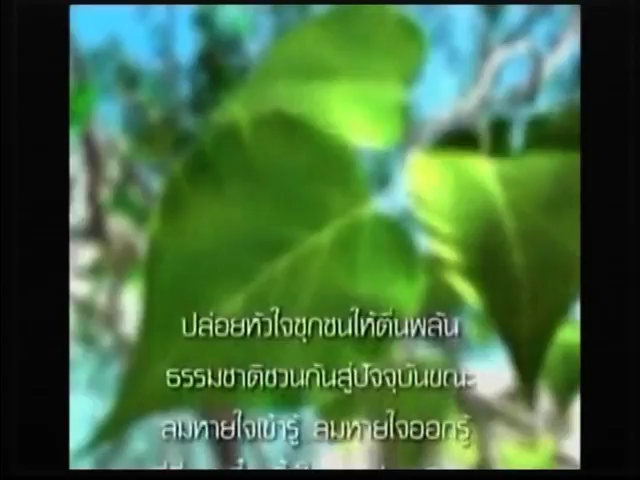 ปล่อยหัวใจซุกซนให้ตื่นพลัน
ธรรมชาติชวนกันสู่ปัจจุบันขณะ
ลมหายใจเข้ารู้ ลมหายใจออกรู้